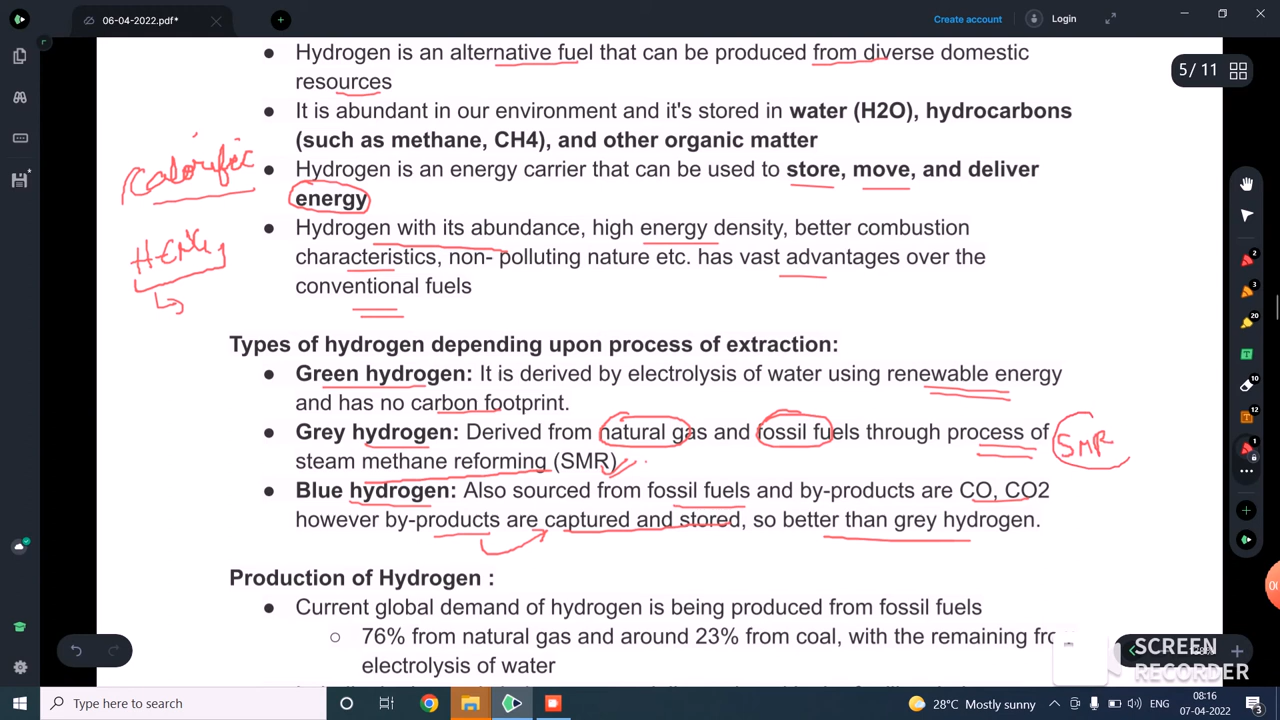 06-04-2022.pdf*
Create account
Login
5 / 11
Hydrogen is an alternative fuel that can be produced from diverse domestic
resources
It is abundant in our environment and it's stored in water (H2O), hydrocarbons
(such as methane, CH4), and other organic matter
Calorific
Hydrogen is an energy carrier that can be used to store, move, and deliver
energy
Hydrogen with its abundance, high energy density, better combustion
characteristics, non- polluting nature etc. has vast advantages over the
conventional fuels
Types of hydrogen depending upon process of extraction:
Green hydrogen: It is derived by electrolysis of water using renewable energy
and has no carbon footprint.
Grey hydrogen: Derived from natural gas and fossil fuels through process of
SMR
steam methane reforming (SMR)
Blue hydrogen: Also sourced from fossil fuels and by-products are CO, CO2
however by-products are captured and stored, so better than grey hydrogen.
Production of Hydrogen :
Current global demand of hydrogen is being produced from fossil fuels
76% from natural gas and around 23% from coal, with the remaining
electrolysis of water
SCREEN
RECORDER
Type here to search
28°C Mostly sunny
ENG
08:16
07-04-2022